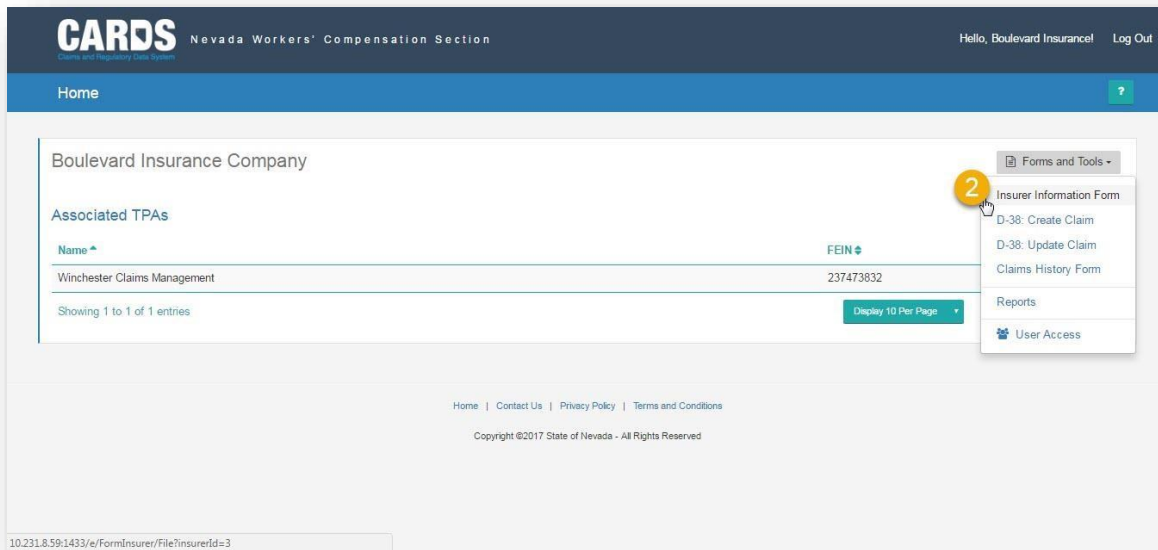 CARDS Nevada Workers' Compensation Section Hello, Boulevard Insurance! Log Out
Claims and Regulatory Data System
Home ?
Boulevard Insurance Company Forms and Tools
2 Insurer Information Form
Associated TPAs D-38: Create Claim
Name FEIN D-38: Update Claim
Winchester Claims Management 237473832 Claims History Form
Showing 1 to 1 of 1 entries Display 10 Per Page Reports
User Access
Home | Contact Us | Privacy Policy | Terms and Conditions
Copyright ©2017 State of Nevada - All Rights Reserved
10.231.8.59:1433/e/FormInsurer/File?insurerId=3